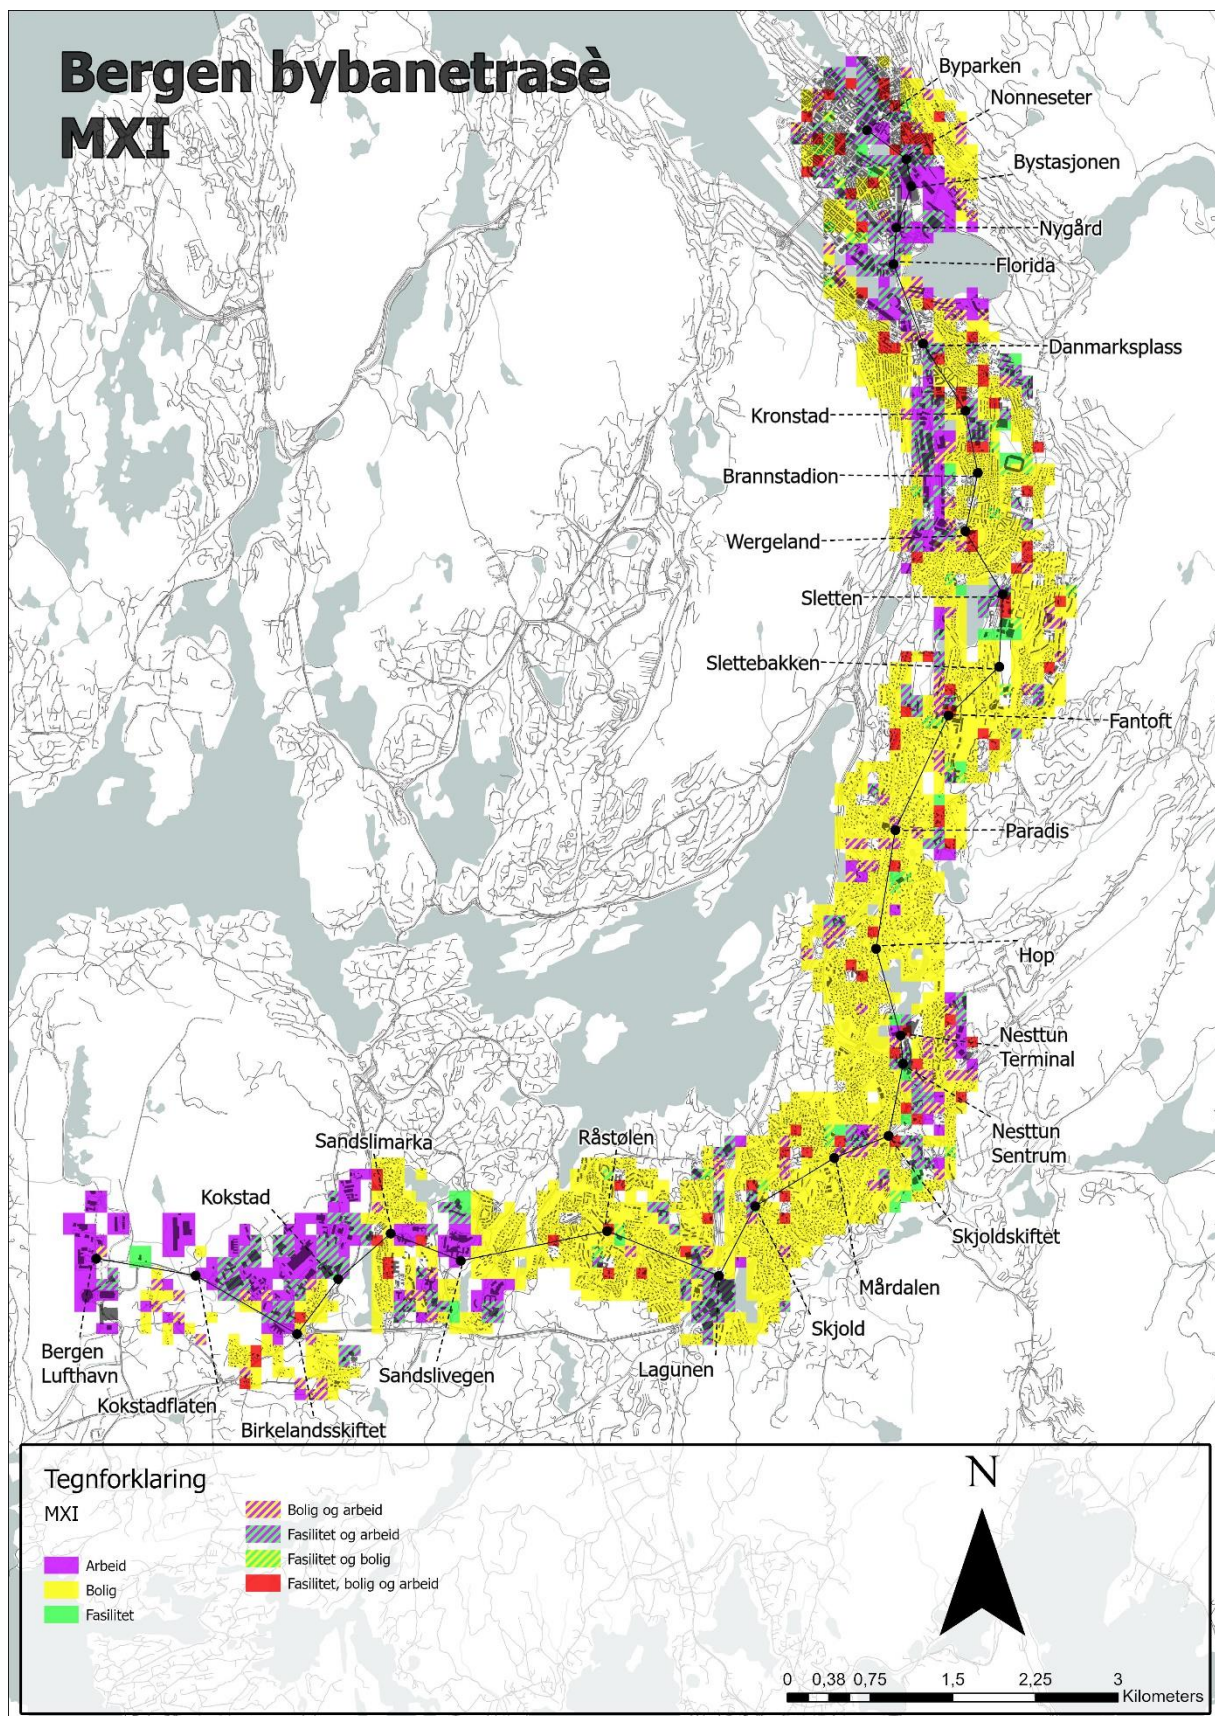 Bergen bybanetrasè
MXI
Byparken
Nonneseter
Bystasjonen
Nygård
Florida
Danmarksplass
Kronstad
Brannstadion
Wergeland
Sletten
Slettebakken
Fantoft
Paradis
Hop
Nesttun
Terminal
Nesttun
Sentrum
Sandslimarka
Råstølen
Kokstad
Skjoldskiftet
Mårdalen
Skjold
Bergen
Lufthavn
Lagunen
Sandslivegen
Kokstadflaten
Birkelandsskiftet
Tegnforklaring
MXI
Arbeid
Bolig
Fasilitet
Bolig og arbeid
Fasilitet og arbeid
Fasilitet og bolig
Fasilitet, bolig og arbeid
N
0 0,38 0,75 1,5 2,25 3
Kilometers